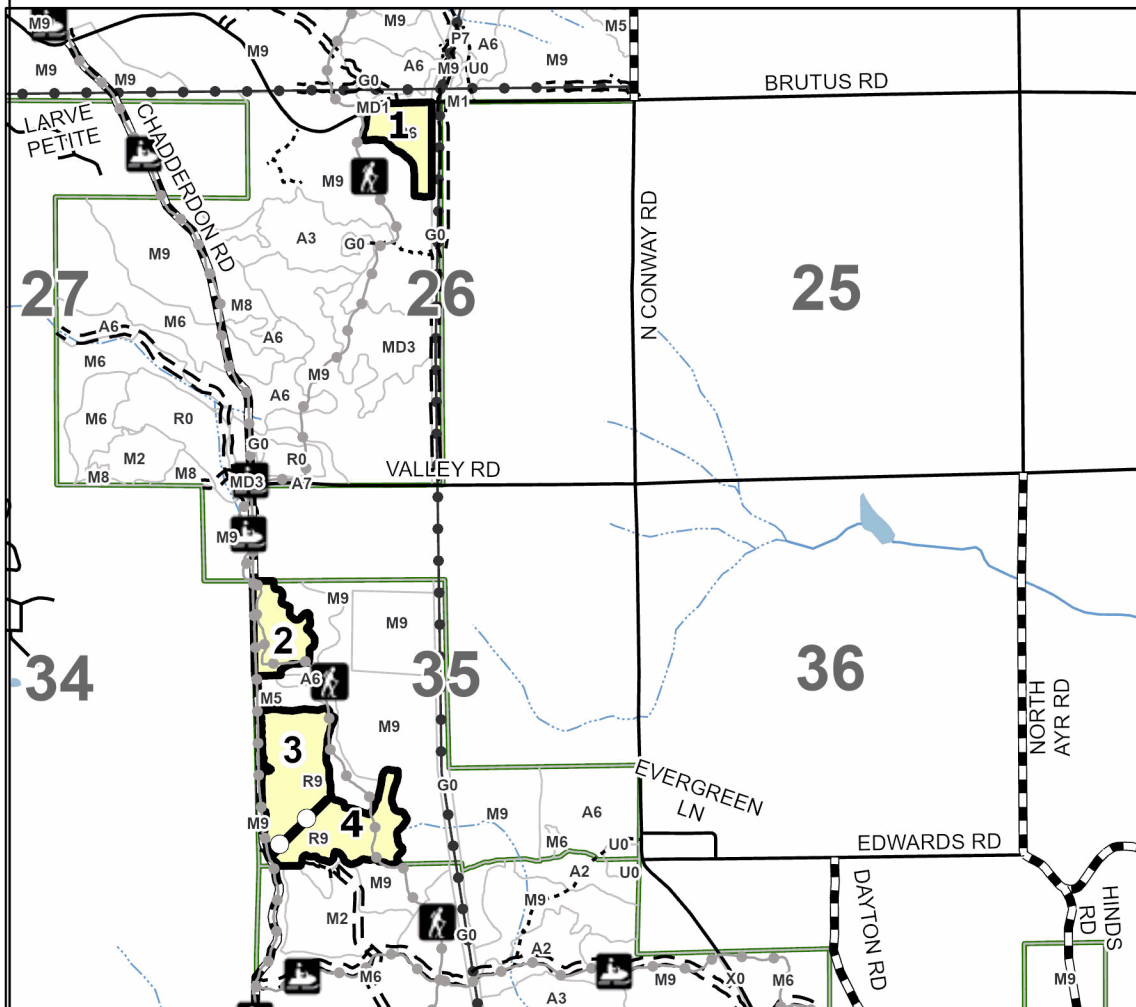 M9
M9
M9
M9
M9
A6
P7
A6
M9
U0
M9
M5
G0
MD1
M1
BRUTUS RD
LARVE
PETITE
CHADDERDON RD
1
M9
A3
G0
G0
M9
27
26
25
N CONWAY RD
M8
M6
A6
A6
MD3
M6
M9
A6
M6
R0
G0
M2
R0
M8
M8
MD3
A7
VALLEY RD
M9
M9
M9
2
34
35
36
A6
M5
M9
NORTH
AYR RD
3
R9
G0
EVERGREEN
LN
M9
R9
4
M9
A6
M6
U0
EDWARDS RD
M9
A2
U0
M2
M9
DAYTON RD
HINDS
RD
G0
A2
M6
M9
X0
M6
M9
A3